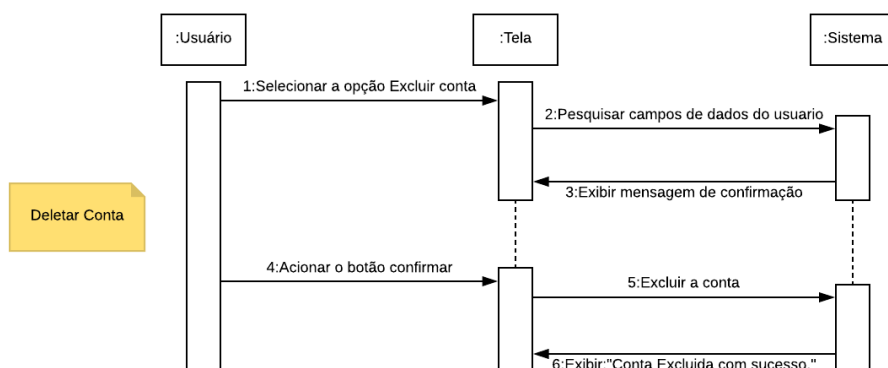 :Usuário
:Tela
:Sistema
1:Selecionar a opção Excluir conta
2:Pesquisar campos de dados do usuario
3:Exibir mensagem de confirmação
Deletar Conta
4:Acionar o botão confirmar
5:Excluir a conta
6:Exibir:"Conta Excluida com sucesso."